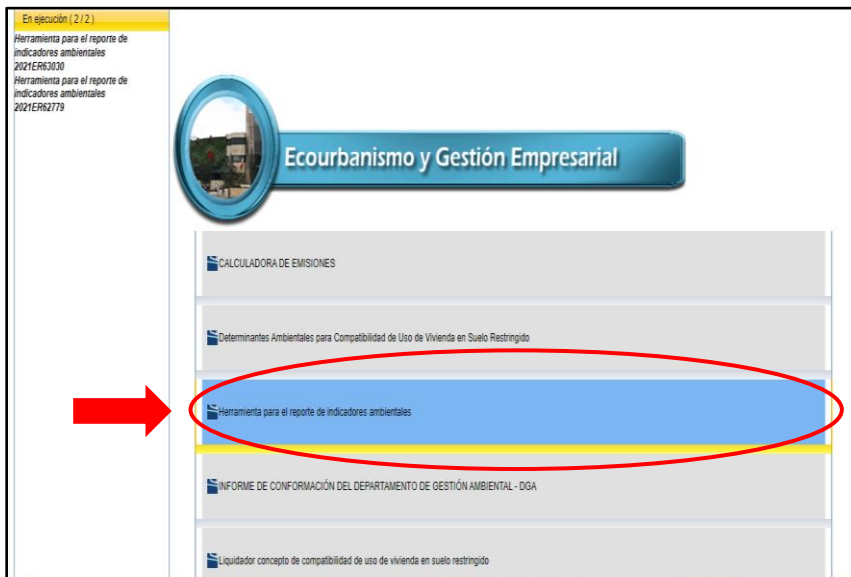 En ejecución ( 2 / 2 )
Herramienta para el reporte de
indicadores ambientales
2021ER63030
Herramienta para el reporte de
indicadores ambientales
2021ER62779
Ecourbanismo y Gestión Empresarial
CALCULADORA DE EMISIONES
Determinantes Ambientales para Compatibilidad de Uso de Vivienda en Suelo Restringido
Herramienta para el reporte de indicadores ambientales
INFORME DE CONFORMACIÓN DEL DEPARTAMENTO DE GESTIÓN AMBIENTAL - DGA
Liquidador concepto de compatibilidad de uso de vivienda en suelo restringido